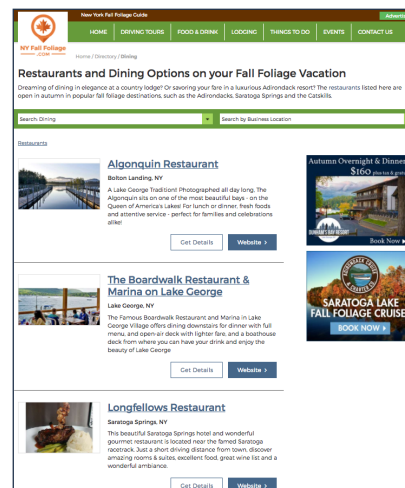 New York Fall Foliage Guide
HOME DRIVING TOURS FOOD & DRINK LODGING THINGS TO DO EVENTS CONTACT US
NY Fall Foliage
.COM
Home / Directory / Dining
Restaurants and Dining Options on your Fall Foliage Vacation
Dreaming of dining in elegance at a country lodge? Or savoring your fare in a luxurious Adirondack resort? The restaurants listed here are
open in autumn in popular fall foliage destinations, such as the Adirondacks, Saratoga Springs and the Catskills.
Search Dining
Search by Business Location
Restaurants
Algonquin Restaurant
Bolton Landing, NY
A Lake George Tradition! Photographed all day long, The
Algonquin sits on one of the most beautiful bays - on the
Queen of America's Lakes! For lunch or dinner, fresh foods
and attentive service - perfect for families and celebrations
alike!
Get Details
Website >
Autumn Overnight & Dinner
$160 plus tax &
DUNHAM'S BAY RESORT
Book Now
The Boardwalk Restaurant &
Marina on Lake George
Lake George, NY
The Famous Boardwalk Restaurant and Marina in Lake
George Village offers dining downstairs for dinner with full
menu, and open-air deck with lighter fare, and a boathouse
deck from where you can have your drink and enjoy the
beauty of Lake George
Get Details
Website >
ADIRONDACK CRUISE
& CHARTER CO
SARATOGA LAKE
FALL FOLIAGE CRUISE
BOOK NOW >
Longfellows Restaurant
Saratoga Springs, NY
This beautiful Saratoga Springs hotel and wonderful
gourmet restaurant is located near the famed Saratoga
racetrack. Just a short driving distance from town, discover
amazing rooms & suites, excellent food, great wine list and a
wonderful ambiance.
Get Details
Website >